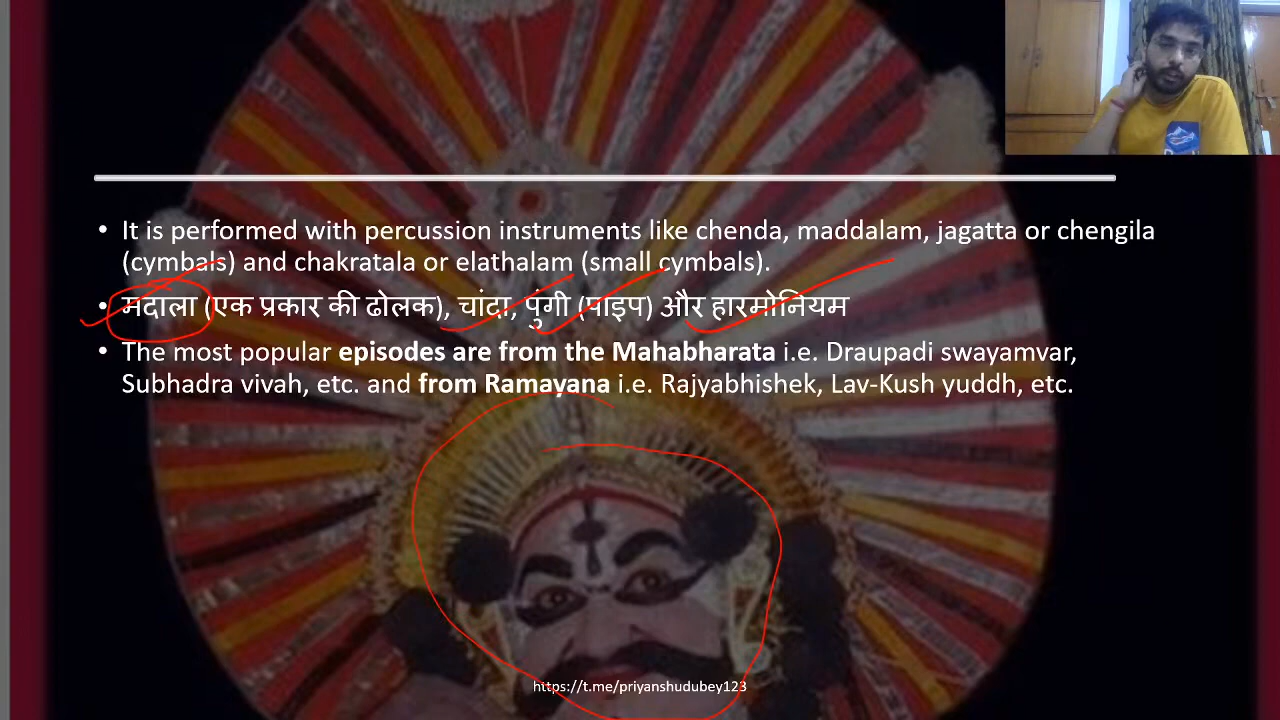 • It is performed with percussion instruments like chenda, maddalam, jagatta or chengila
(cymbals) and chakratala or elathalam (small cymbals).
• मदाला (एक प्रकार की ढोलक), चांदा, पुंगी (पाइप) और हारमोनियम
• The most popular episodes are from the Mahabharata i.e. Draupadi swayamvar,
Subhadra vivah, etc. and from Ramayana i.e. Rajyabhishek, Lav-Kush yuddh, etc.
https://t.me/priyanshudubey123